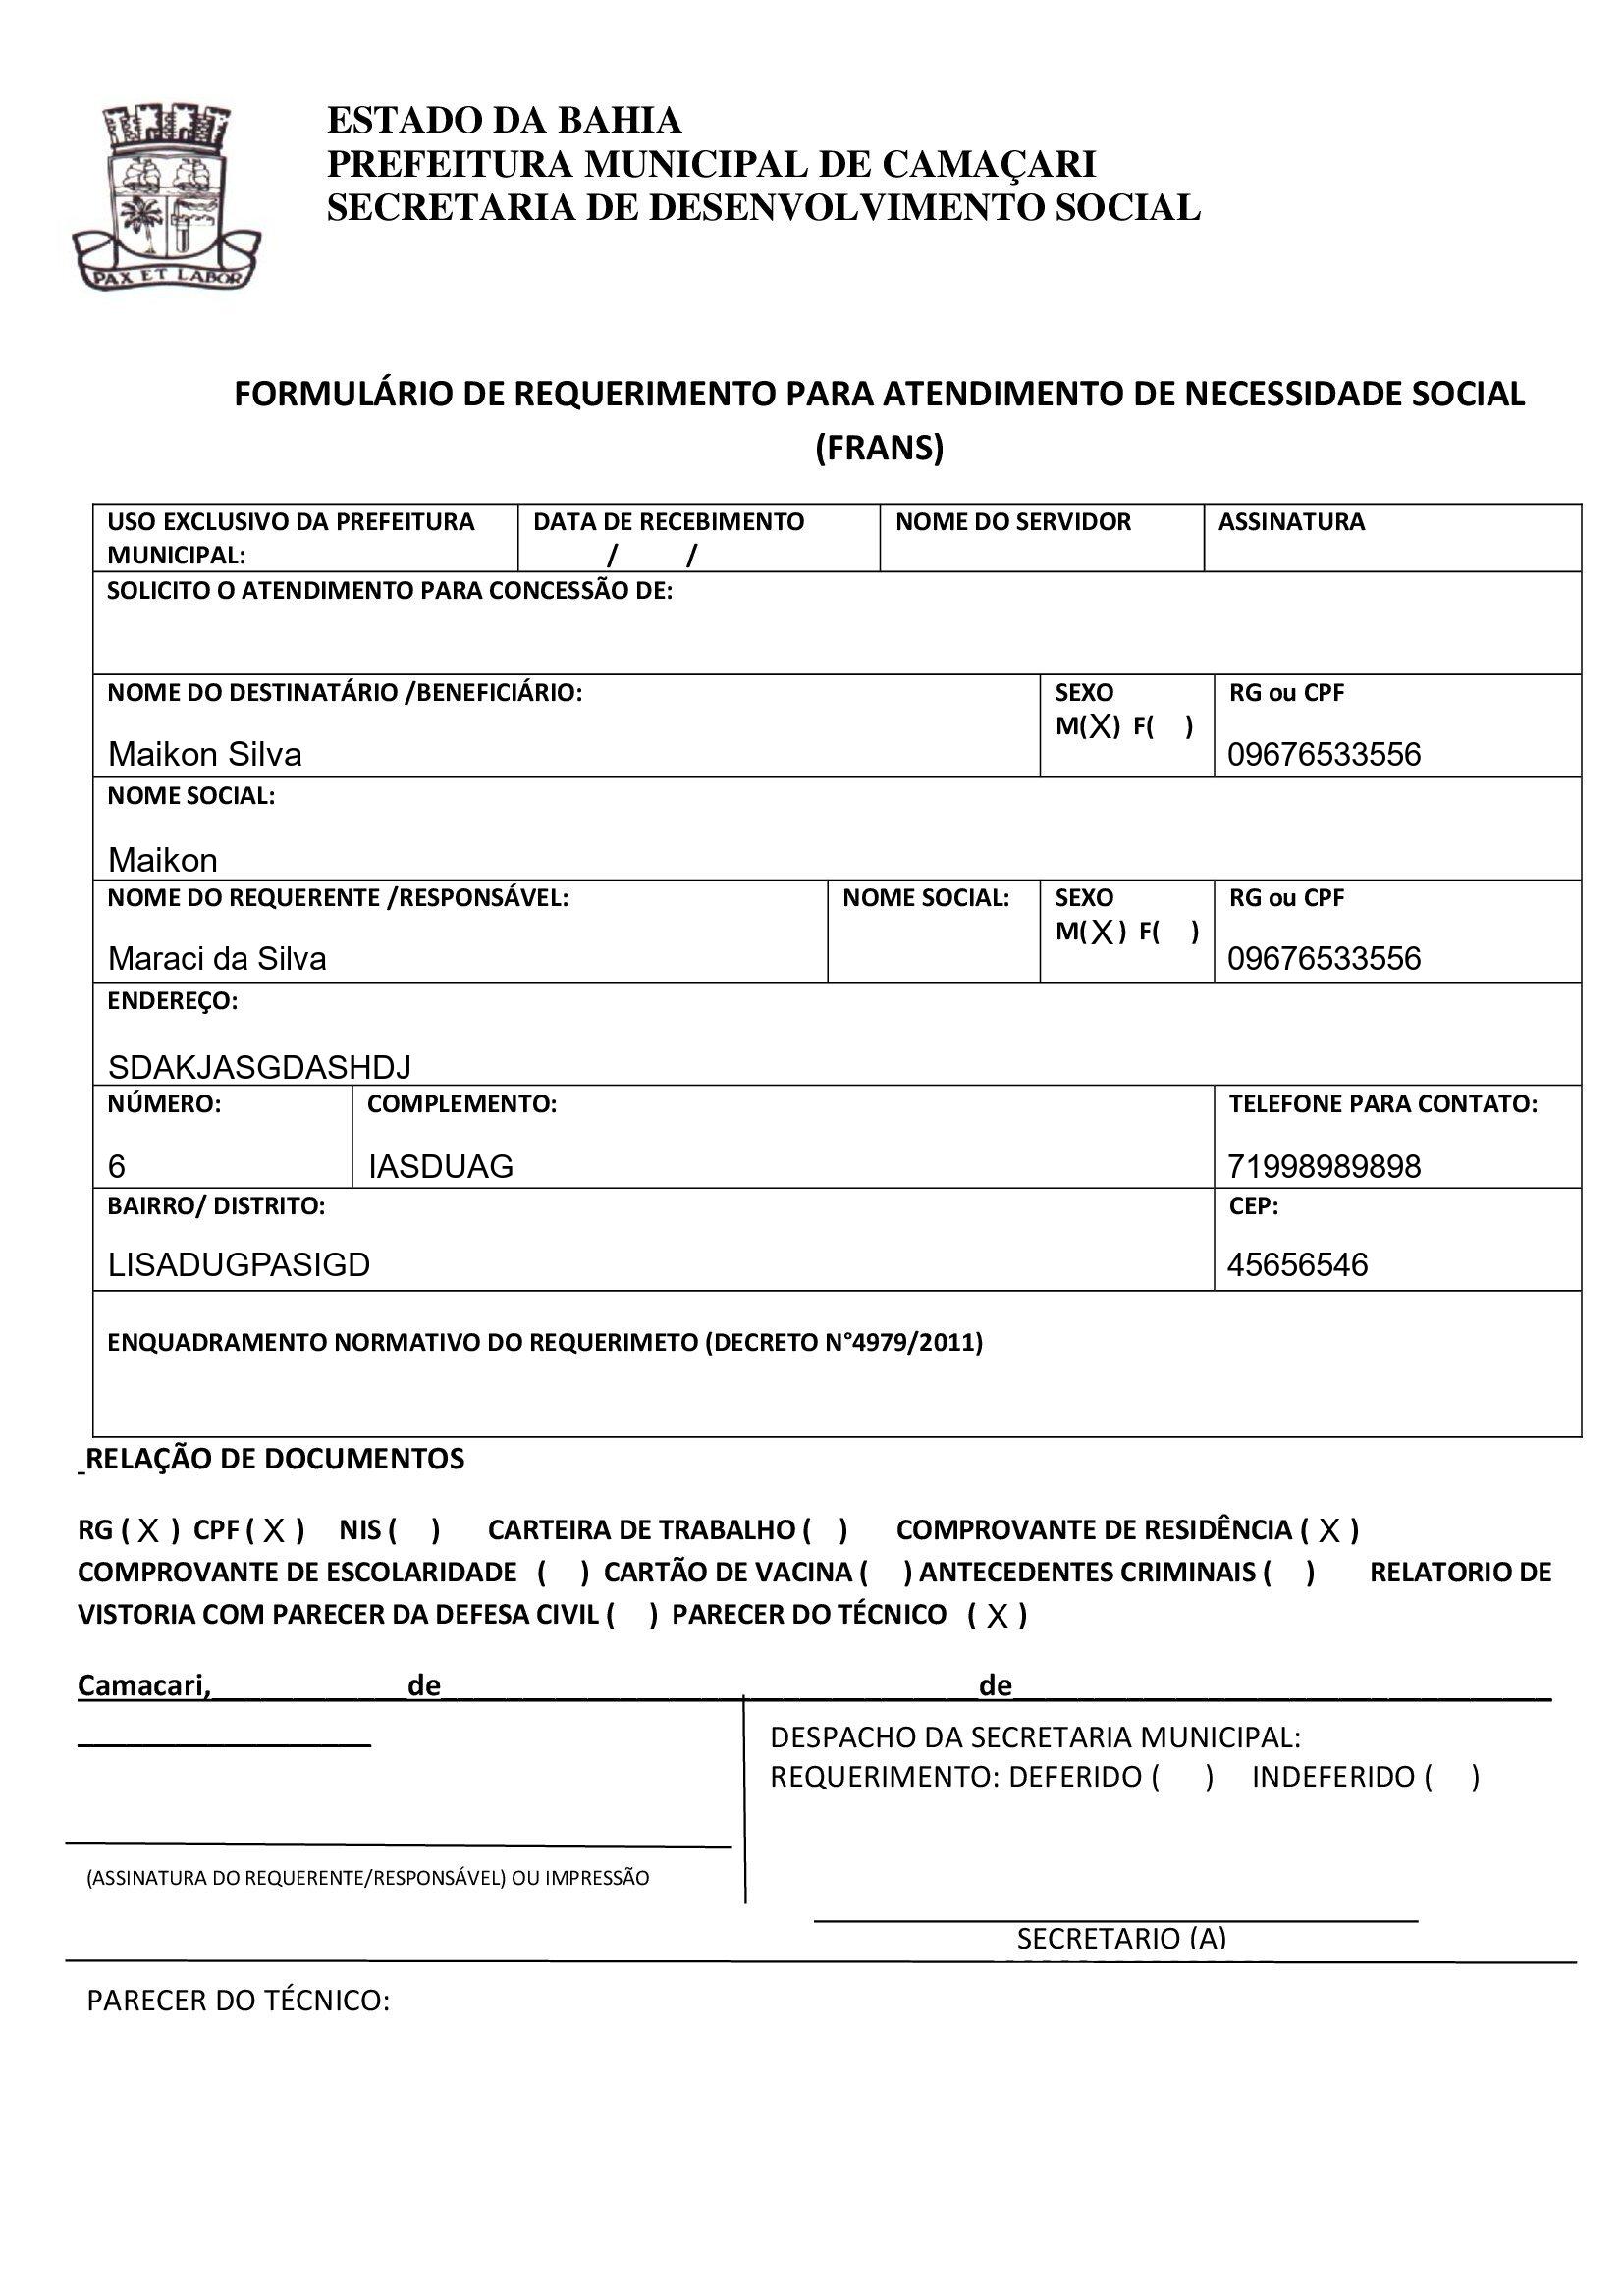 PAX ET LABOR
ESTADO DA BAHIA
PREFEITURA MUNICIPAL DE CAMAÇARI
SECRETARIA DE DESENVOLVIMENTO SOCIAL
FORMULÁRIO DE REQUERIMENTO PARA ATENDIMENTO DE NECESSIDADE SOCIAL
(FRANS)
USO EXCLUSIVO DA PREFEITURA MUNICIPAL: DATA DE RECEBIMENTO / / NOME DO SERVIDOR ASSINATURA
SOLICITO O ATENDIMENTO PARA CONCESSÃO DE:
NOME DO DESTINATÁRIO /BENEFICIÁRIO: SEXO RG ou CPF
M(X) F( )
Maikon Silva 09676533556
NOME SOCIAL:
Maikon
NOME DO REQUERENTE /RESPONSÁVEL: NOME SOCIAL: SEXO RG ou CPF
M(X) F( )
Maraci da Silva 09676533556
ENDEREÇO:
SDAKJASGDASHDJ
NÚMERO: COMPLEMENTO: TELEFONE PARA CONTATO:
6 IASDUAG 71998989898
BAIRRO/ DISTRITO: CEP:
LISADUGPASIGD 45656546
ENQUADRAMENTO NORMATIVO DO REQUERIMETO (DECRETO N°4979/2011)
RELAÇÃO DE DOCUMENTOS
RG ( X ) CPF ( X ) NIS ( ) CARTEIRA DE TRABALHO ( ) COMPROVANTE DE RESIDÊNCIA ( X )
COMPROVANTE DE ESCOLARIDADE ( ) CARTÃO DE VACINA ( ) ANTECEDENTES CRIMINAIS ( ) RELATORIO DE
VISTORIA COM PARECER DA DEFESA CIVIL ( ) PARECER DO TÉCNICO ( X )
Camacari,____________de_________________________________de_________________________________
__________________
DESPACHO DA SECRETARIA MUNICIPAL:
REQUERIMENTO: DEFERIDO ( ) INDEFERIDO ( )
(ASSINATURA DO REQUERENTE/RESPONSÁVEL) OU IMPRESSÃO
SECRETARIO (A)
PARECER DO TÉCNICO: